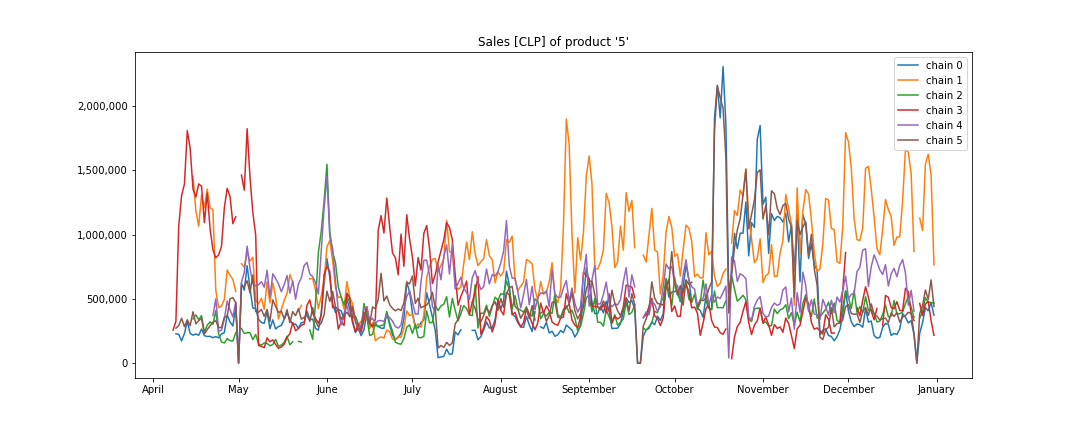 Sales [CLP] of product '5'
2,000,000
1,500,000
1,000,000
500,000
0
April May June July August September October November December January
chain 0
chain 1
chain 2
chain 3
chain 4
chain 5